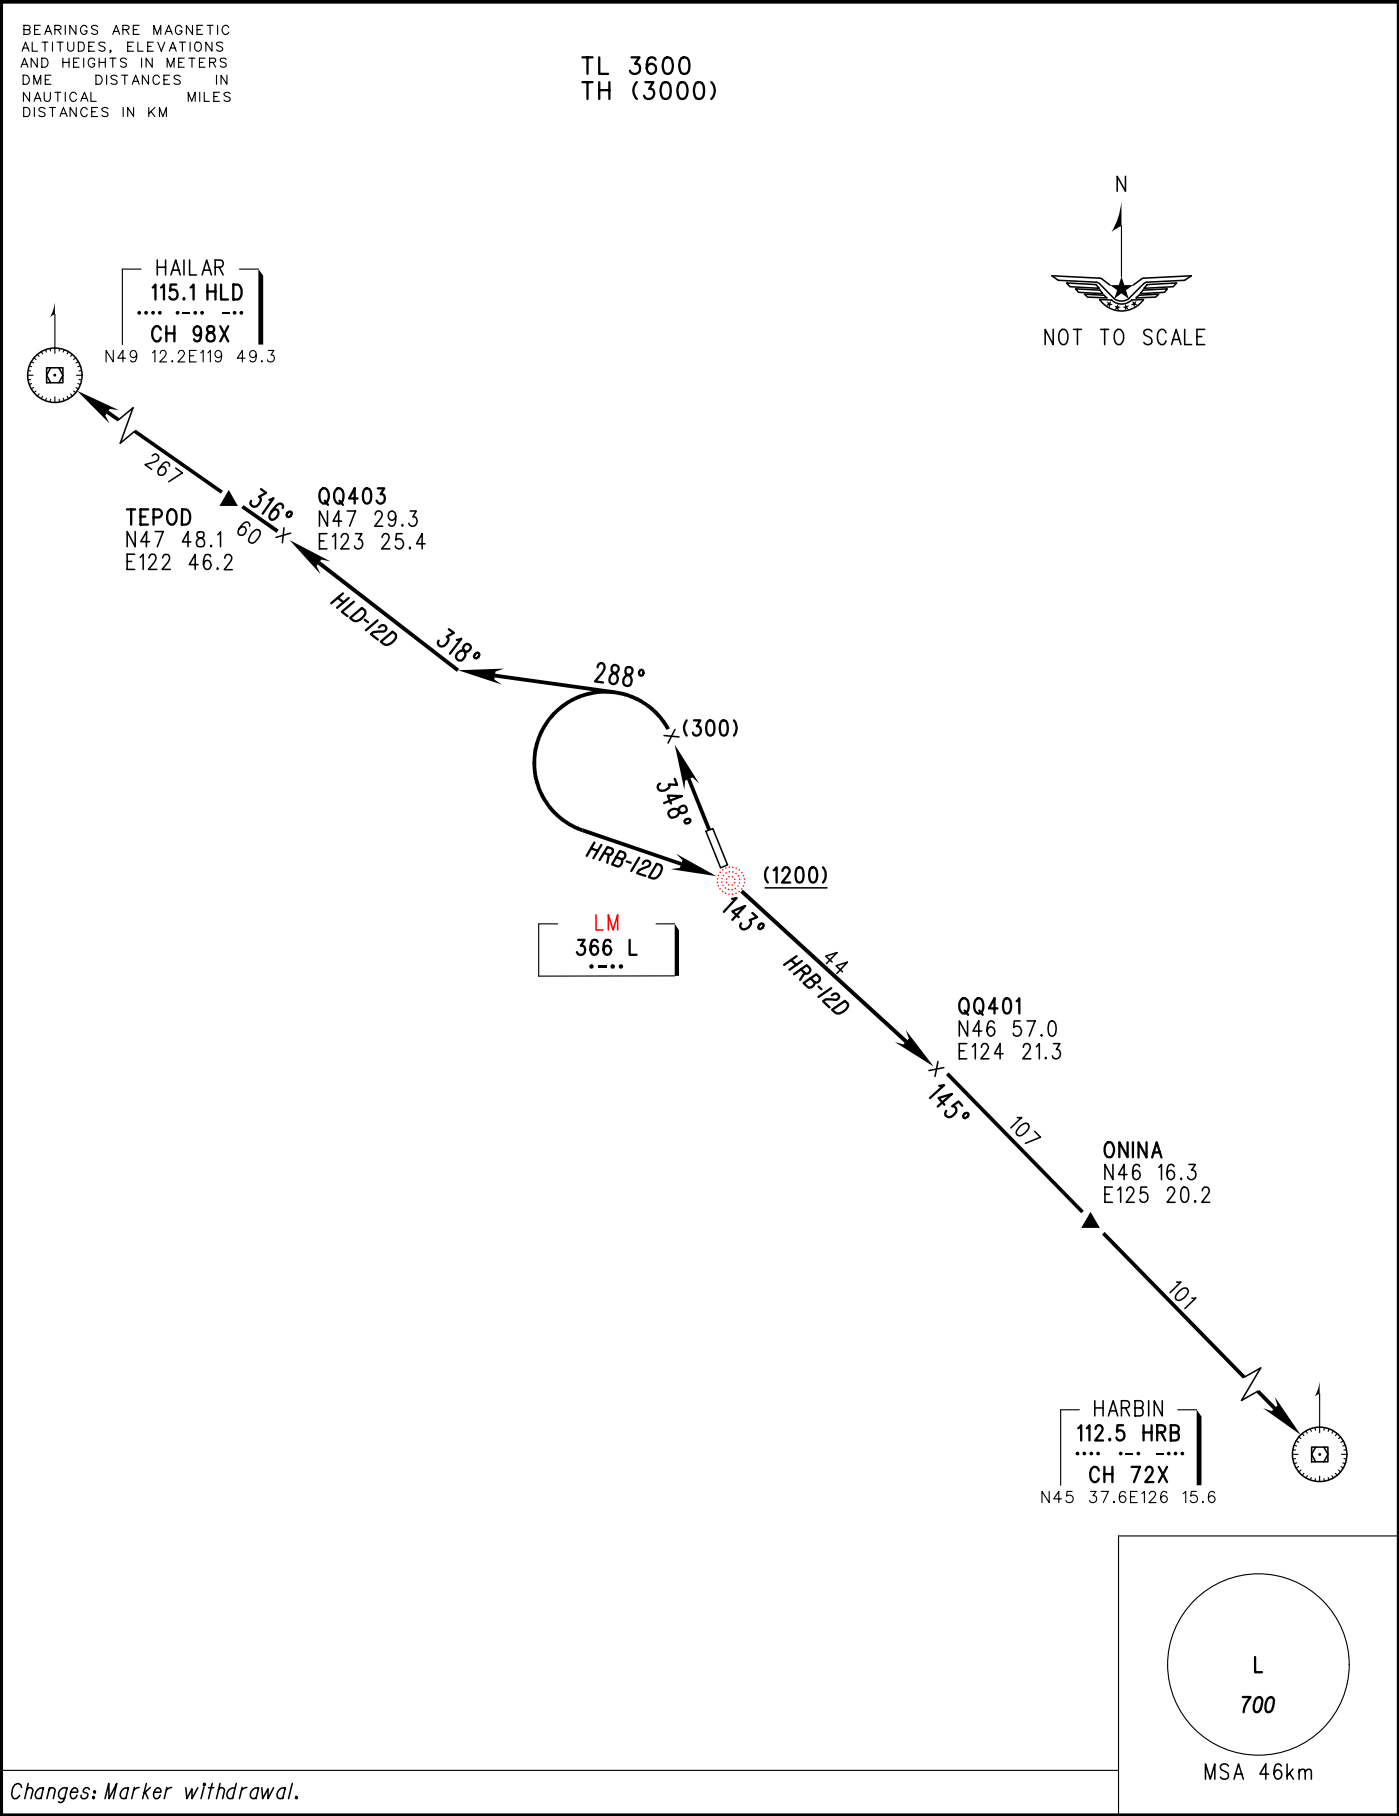 BEARINGS ARE MAGNETIC
ALTITUDES, ELEVATIONS
AND HEIGHTS IN METERS
DME DISTANCES IN
NAUTICAL MILES
DISTANCES IN KM
TL 3600
TH (3000)
N
NOT TO SCALE
HAILAR
115.1 HLD
CH 98X
N49 12.2E119 49.3
267
TEPOD
N47 48.1
E122 46.2
316°
60
QQ403
N47 29.3
E123 25.4
HLD-12D
318°
288°
(300)
348°
HRB-12D
(1200)
143°
LM
366 L
44
HRB-12D
QQ401
N46 57.0
E124 21.3
145°
107
ONINA
N46 16.3
E125 20.2
101
HARBIN
112.5 HRB
CH 72X
N45 37.6E126 15.6
L
700
MSA 46km
Changes: Marker withdrawal.